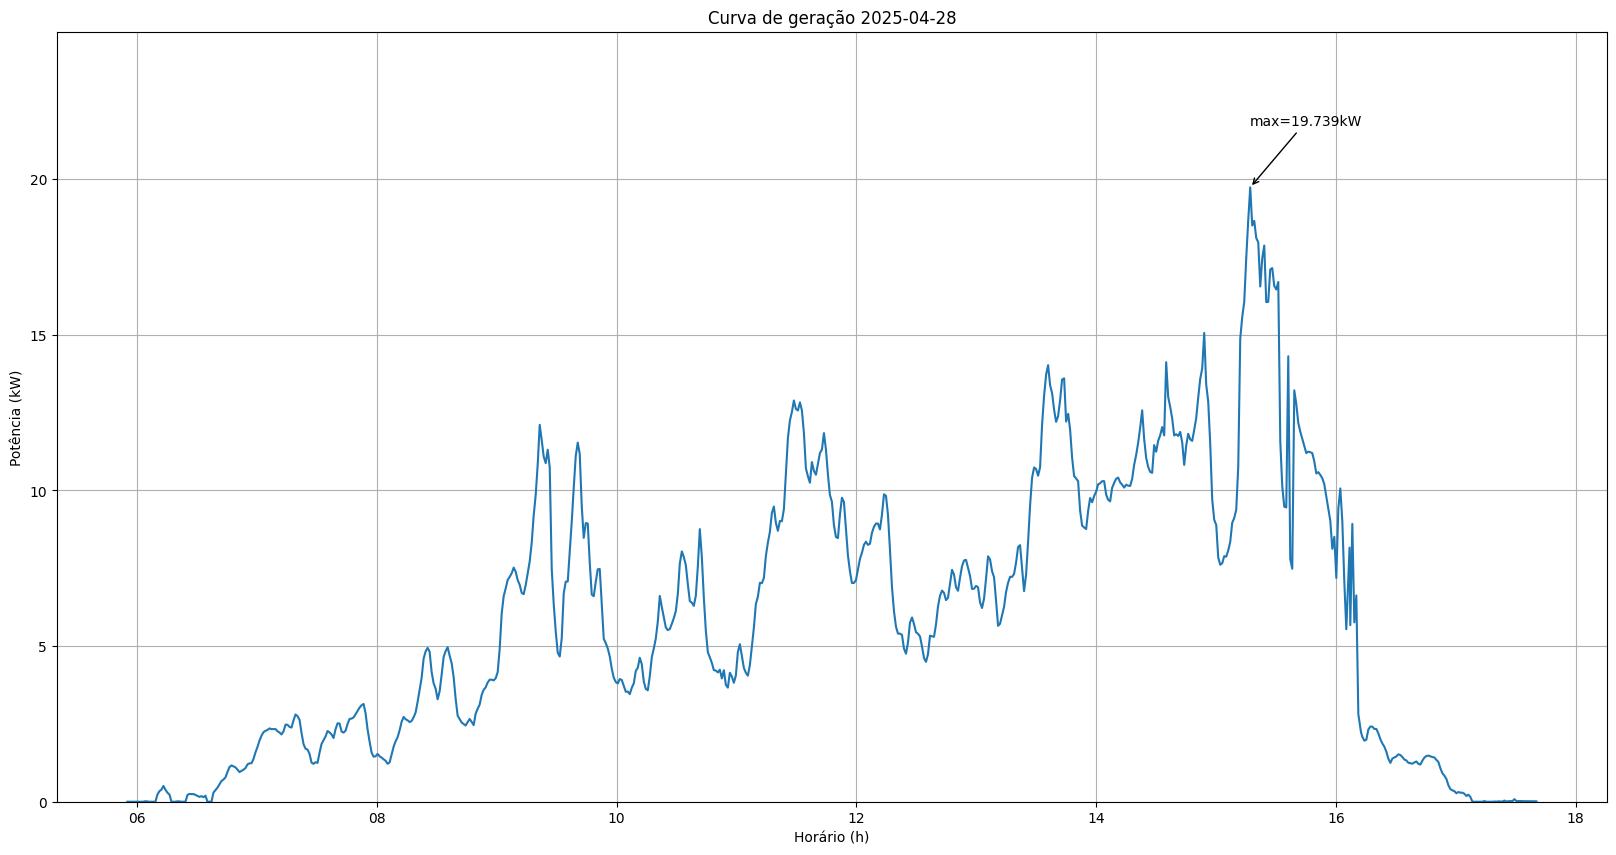 Curva de geração 2025-04-28
max=19.739kW
Potência (kW)
20
15
10
5
0
06 08 10 12 14 16 18
Horário (h)